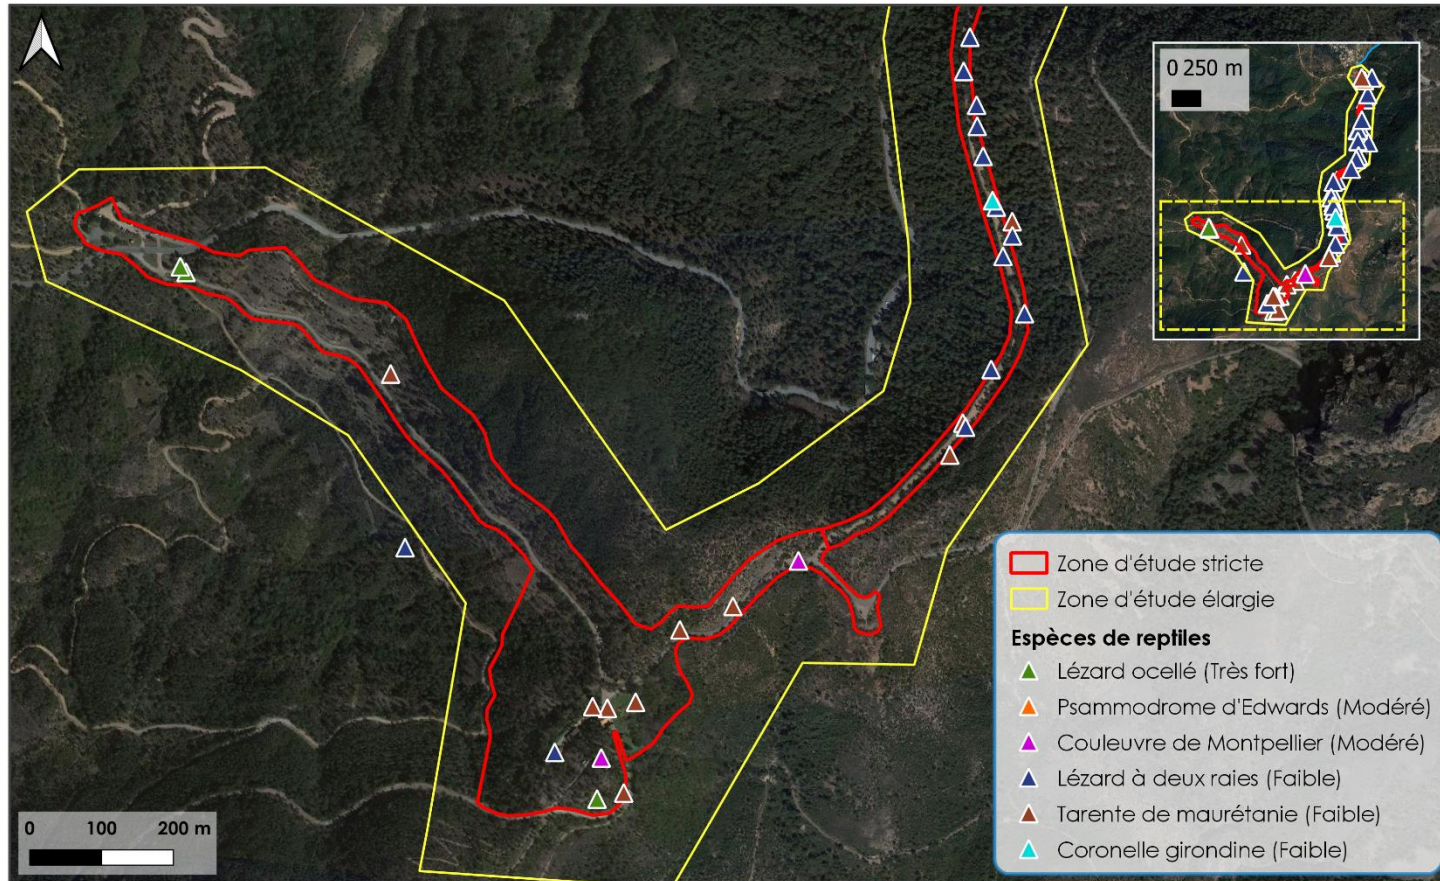 0 250 m
Zone d'étude stricte
Zone d'étude élargie
Espèces de reptiles
Lézard ocellé (Très fort)
Psammodrome d'Edwards (Modéré)
Couleuvre de Montpellier (Modéré)
Lézard à deux raies (Faible)
Tarente de maurétanie (Faible)
Coronelle girondine (Faible)
0 100 200 m